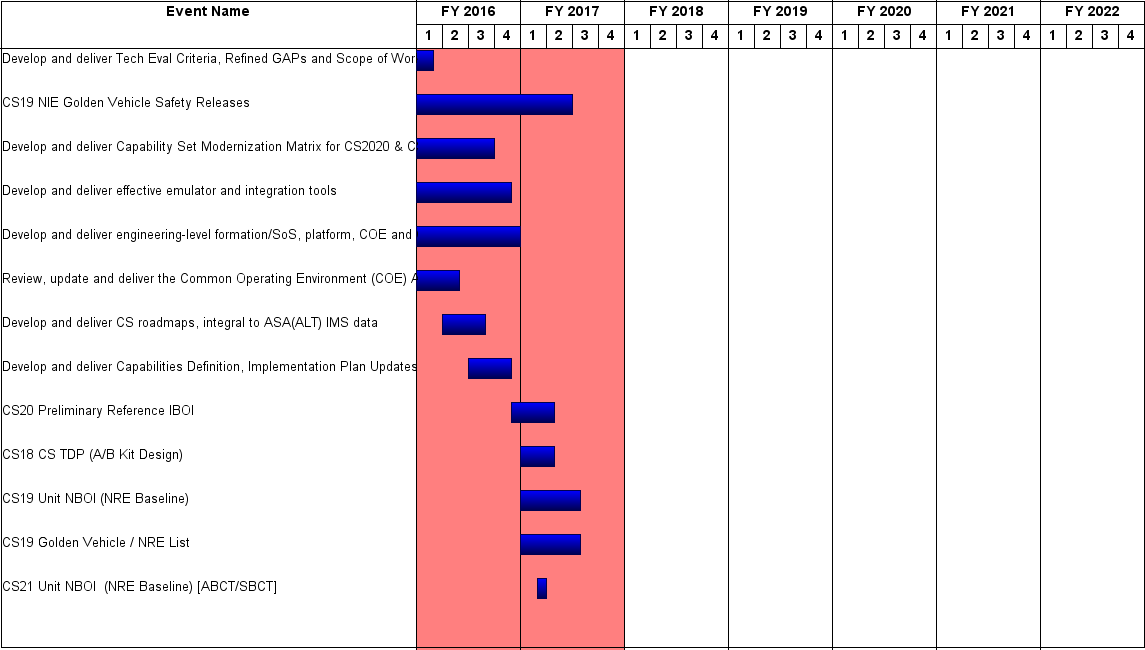 Event Name FY 2016 FY 2017 FY 2018 FY 2019 FY 2020 FY 2021 FY 2022
1 2 3 4 1 2 3 4 1 2 3 4 1 2 3 4 1 2 3 4 1 2 3 4 1 2 3 4
Develop and deliver Tech Eval Criteria, Refined GAPs and Scope of Wor
CS19 NIE Golden Vehicle Safety Releases
Develop and deliver Capability Set Modernization Matrix for CS2020 & C
Develop and deliver effective emulator and integration tools
Develop and deliver engineering-level formation/SoS, platform, COE and
Review, update and deliver the Common Operating Environment (COE) A
Develop and deliver CS roadmaps, integral to ASA(ALT) IMS data
Develop and deliver Capabilities Definition, Implementation Plan Updates
CS20 Preliminary Reference IBOI
CS18 CS TDP (A/B Kit Design)
CS19 Unit NBOI (NRE Baseline)
CS19 Golden Vehicle / NRE List
CS21 Unit NBOI  (NRE Baseline) [ABCT/SBCT]